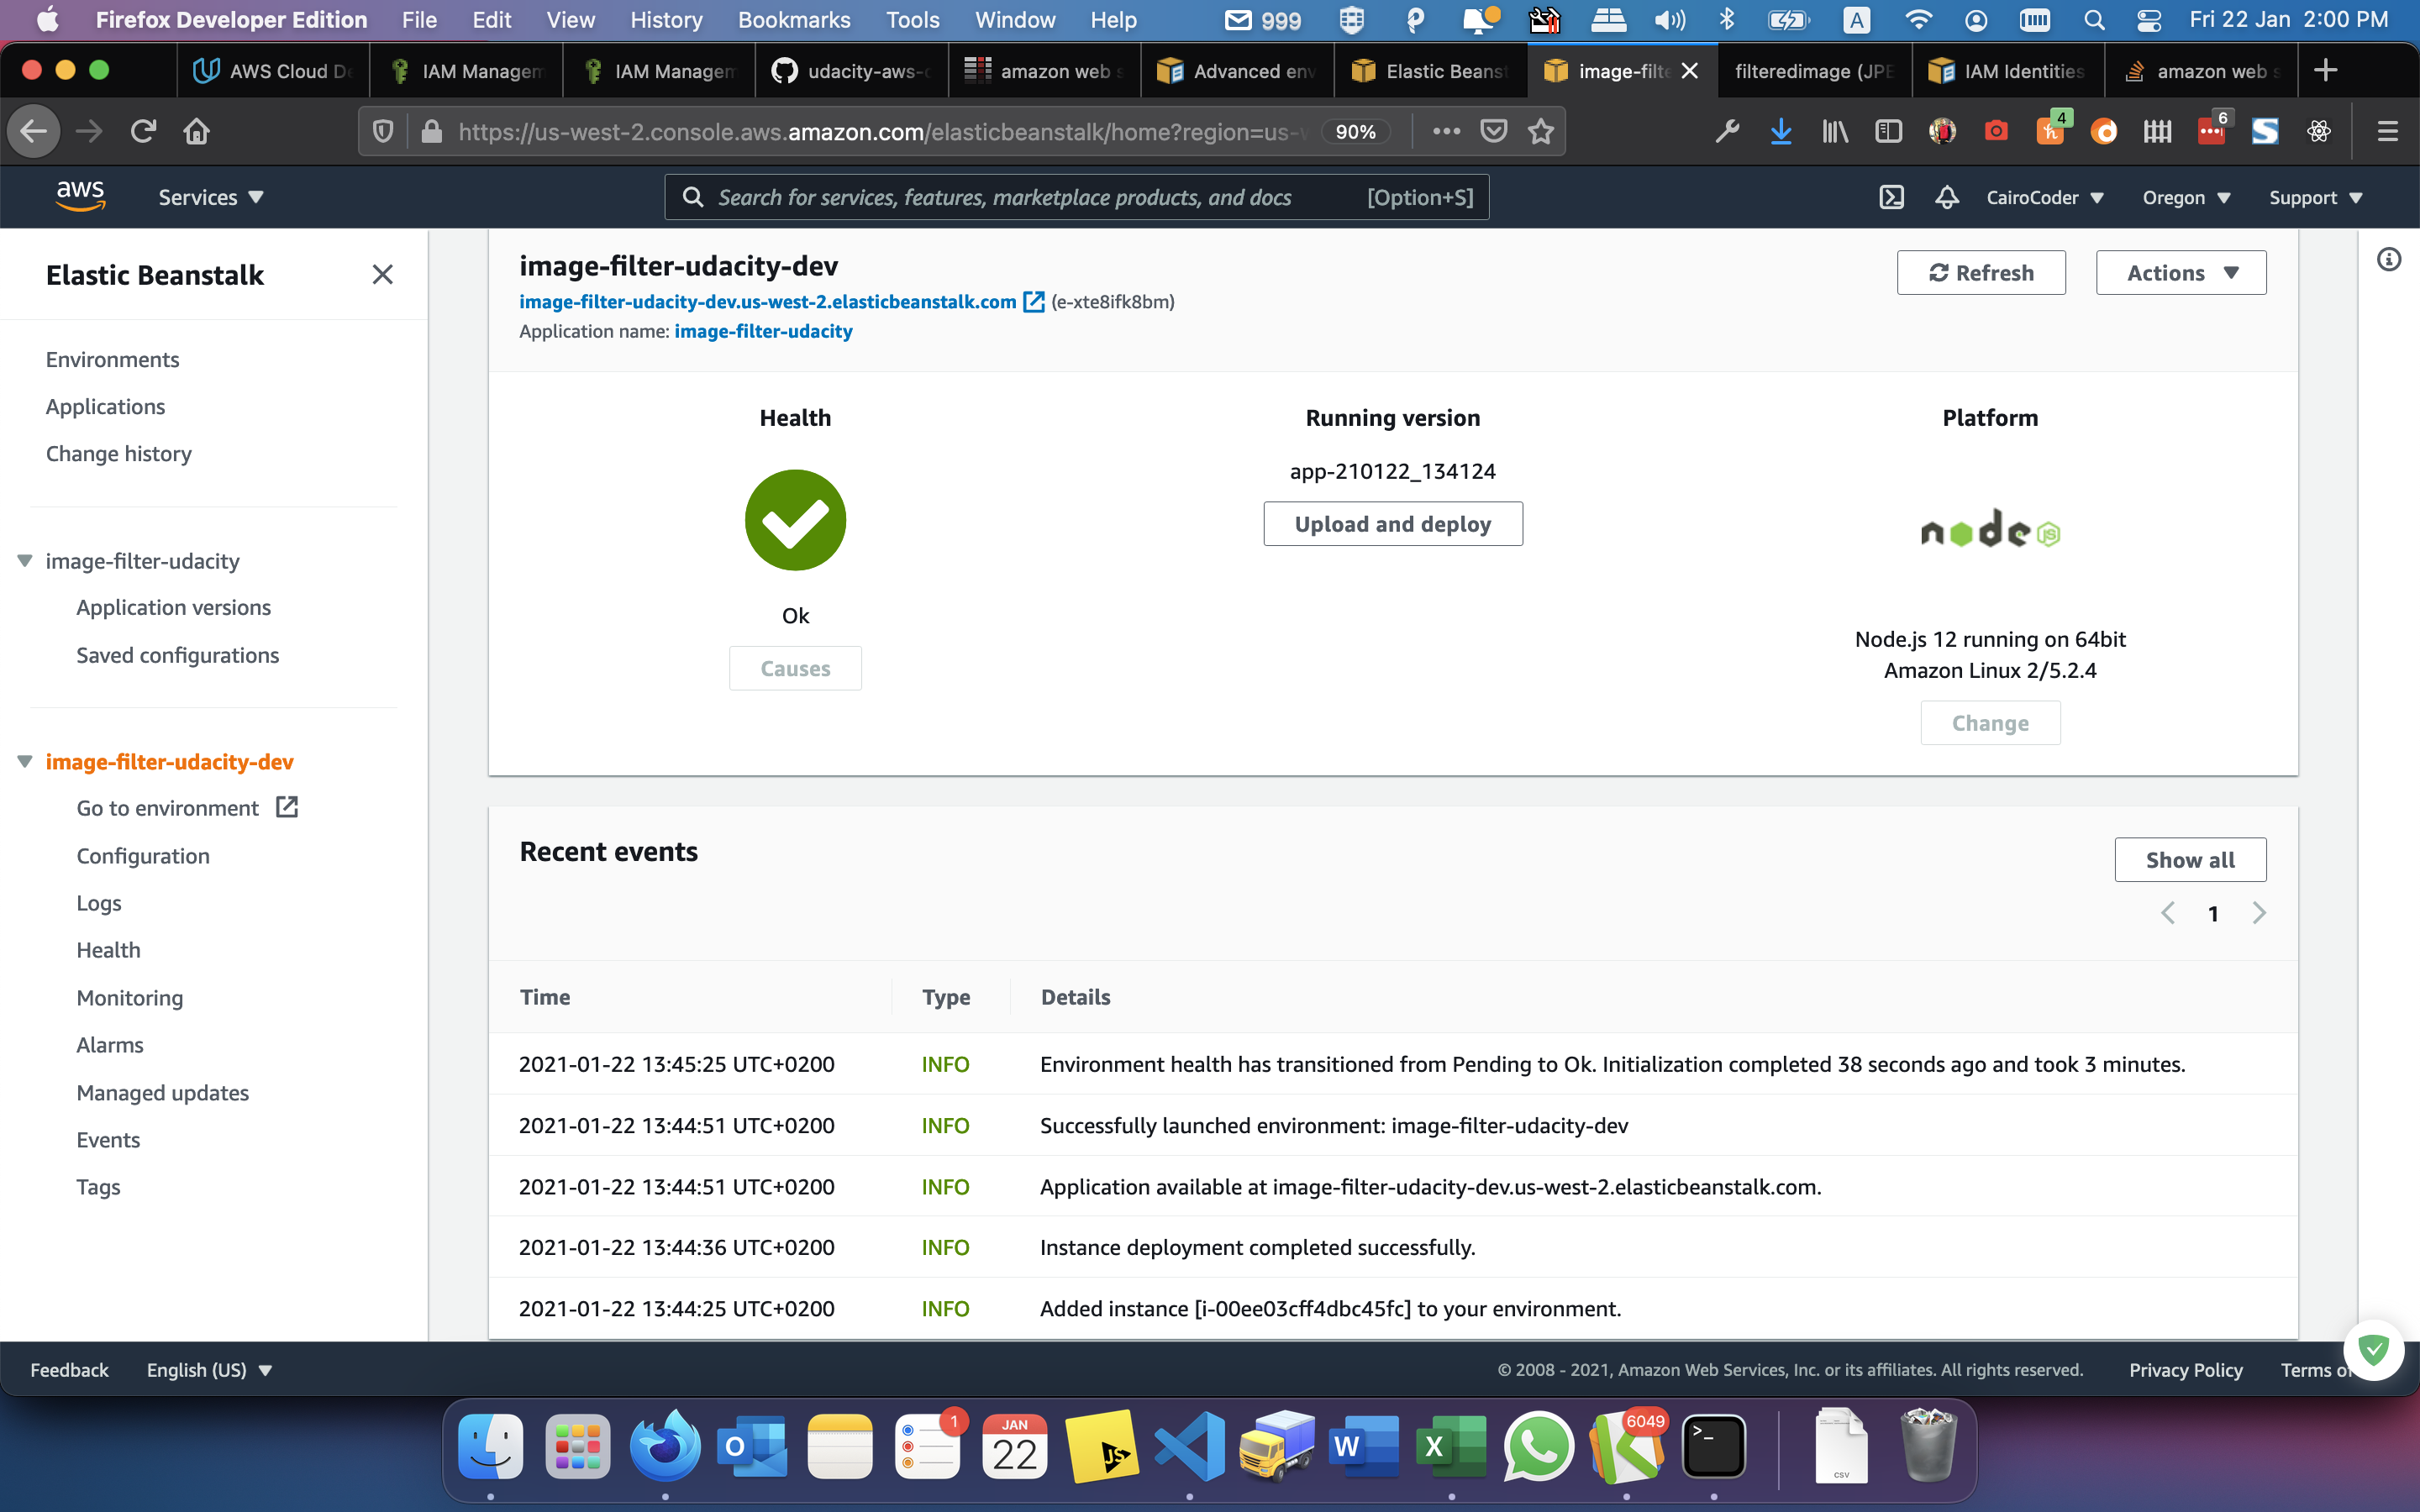 Firefox Developer Edition File Edit View History Bookmarks Tools Window Help 999 A Fri 22 Jan 2:00 PM
AWS Cloud De IAM Managem IAM Managem udacity-aws-c amazon web s Advanced env Elastic Beanst image-filte filteredimage (JPE IAM Identities amazon web s
https://us-west-2.console.aws.amazon.com/elasticbeanstalk/home?region=us-w 90% 4 6
aws Services Search for services, features, marketplace products, and docs [Option+S] CairoCoder Oregon Support
Elastic Beanstalk
Environments
Applications
Change history
image-filter-udacity
Application versions
Saved configurations
image-filter-udacity-dev
Go to environment
Configuration
Logs
Health
Monitoring
Alarms
Managed updates
Events
Tags
image-filter-udacity-dev
image-filter-udacity-dev.us-west-2.elasticbeanstalk.com (e-xte8ifk8bm)
Application name: image-filter-udacity
Refresh
Actions
Health
Ok
Causes
Running version
app-210122_134124
Upload and deploy
Platform
node JS
Node.js 12 running on 64bit
Amazon Linux 2/5.2.4
Change
Recent events
Show all
1
Time Type Details
2021-01-22 13:45:25 UTC+0200 INFO Environment health has transitioned from Pending to Ok. Initialization completed 38 seconds ago and took 3 minutes.
2021-01-22 13:44:51 UTC+0200 INFO Successfully launched environment: image-filter-udacity-dev
2021-01-22 13:44:51 UTC+0200 INFO Application available at image-filter-udacity-dev.us-west-2.elasticbeanstalk.com.
2021-01-22 13:44:36 UTC+0200 INFO Instance deployment completed successfully.
2021-01-22 13:44:25 UTC+0200 INFO Added instance [i-00ee03cff4dbc45fc] to your environment.
Feedback English (US) © 2008 - 2021, Amazon Web Services, Inc. or its affiliates. All rights reserved. Privacy Policy Terms of
1 6049
JAN
22
O JS W X >_
CSV